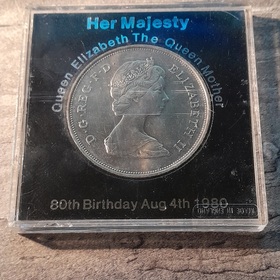 Her Majesty
Queen Elizabeth The Queen Mother
D·G·REG·F·D
ELIZABETH II
80th Birthday Aug 4th 1980